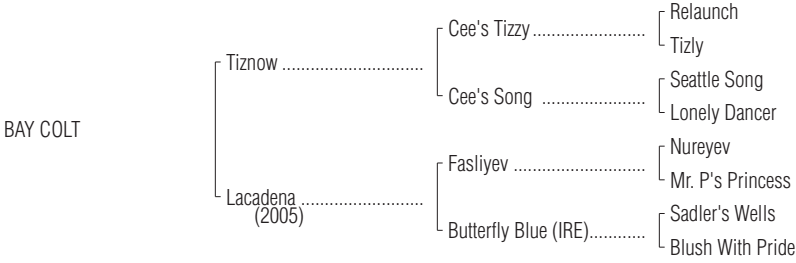 Relaunch
Cee's Tizzy........................
Tizly
Tiznow ..............................
Seattle Song
Cee's Song ......................
Lonely Dancer
BAY COLT
Nureyev
Fasliyev ............................
Mr. P's Princess
Lacadena ..........................
(2005)
Sadler's Wells
Butterfly Blue (IRE)............
Blush With Pride